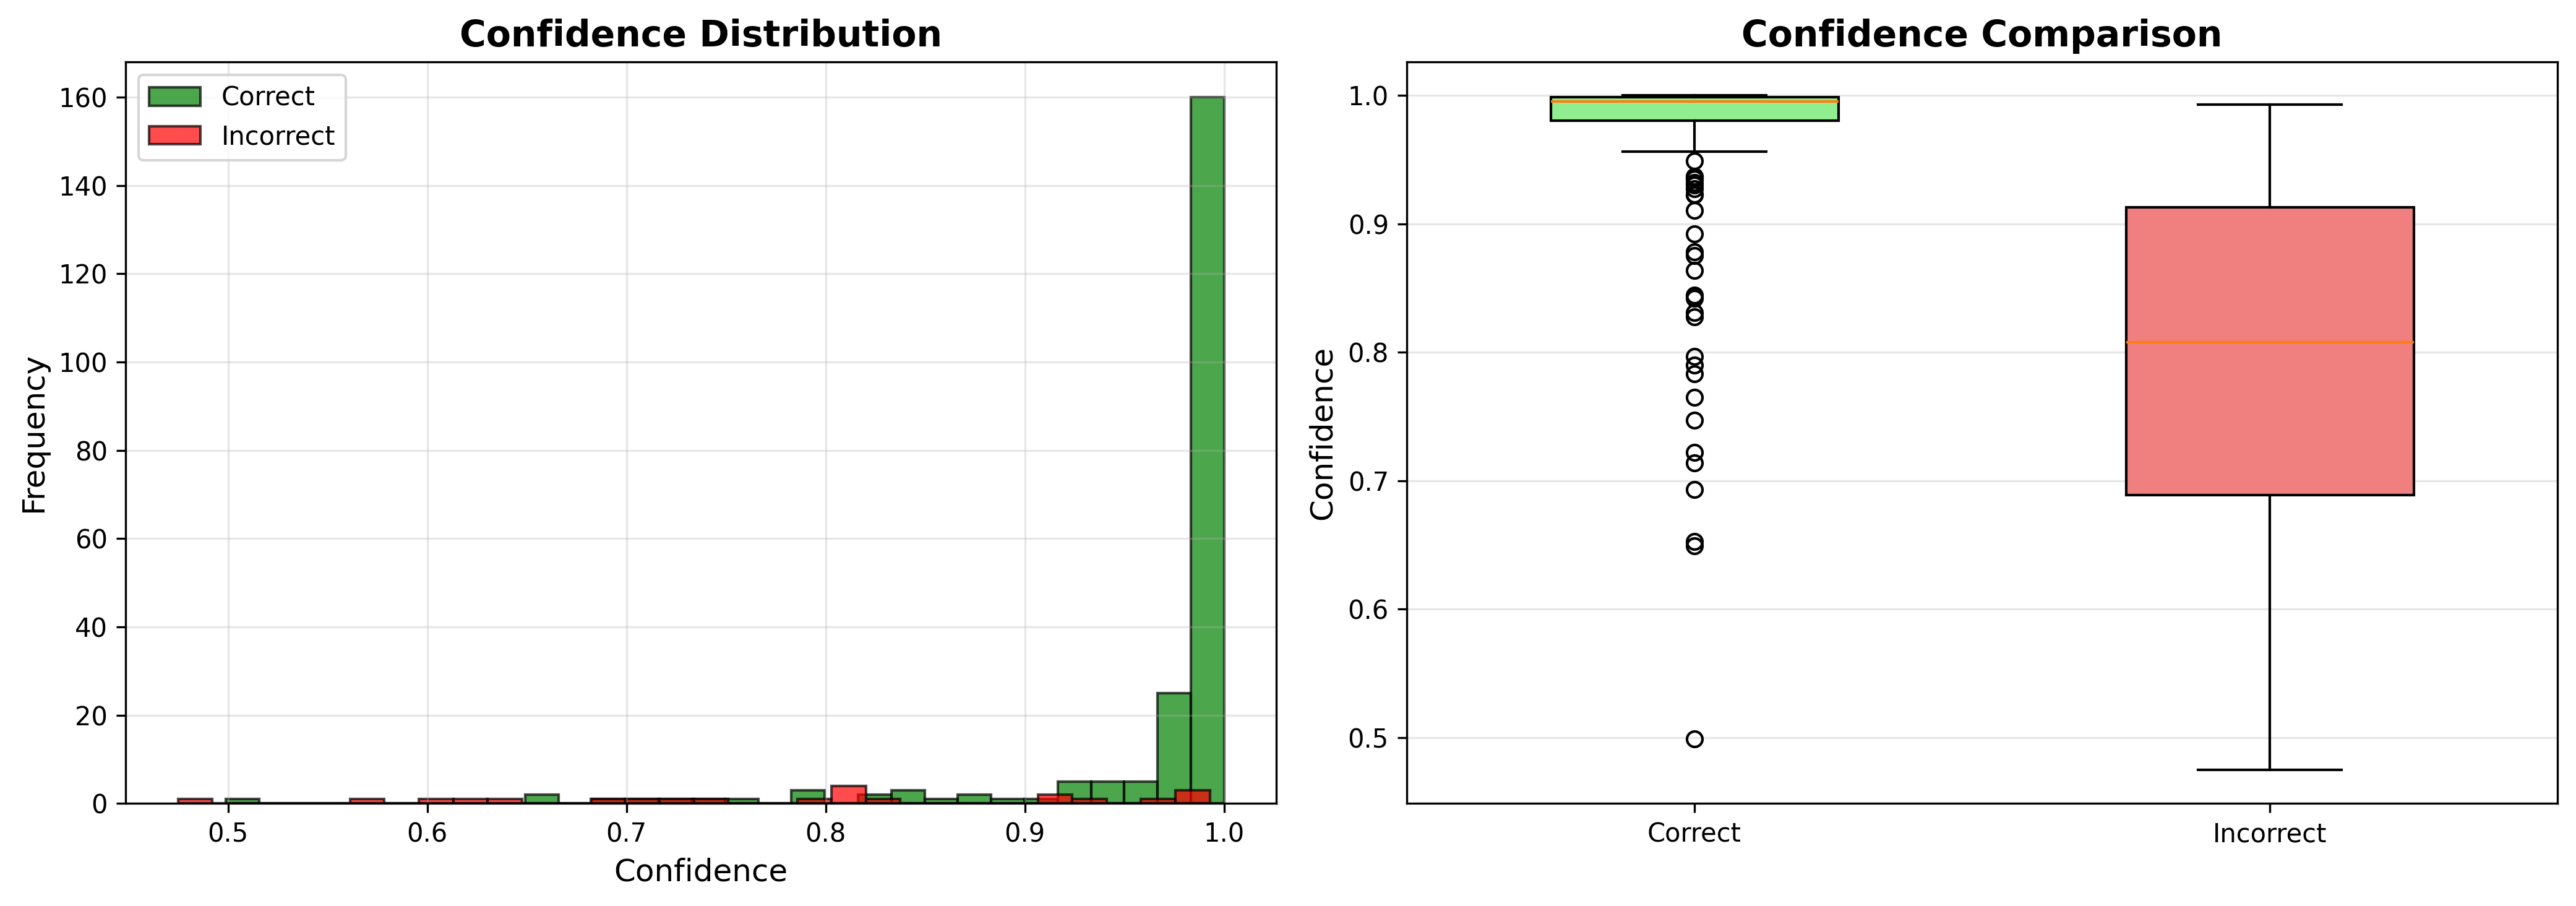 Confidence Distribution
Correct
Incorrect
160
140
120
100
80
60
40
20
0
Frequency
0.5 0.6 0.7 0.8 0.9 1.0
Confidence
Confidence Comparison
1.0
0.9
0.8
0.7
0.6
0.5
Confidence
Correct Incorrect